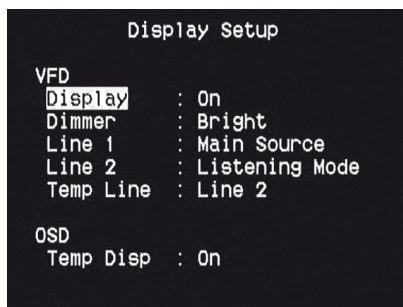 Display Setup
VFD
Display : On
Dimmer : Bright
Line 1 : Main Source
Line 2 : Listening Mode
Temp Line : Line 2
OSD
Temp Disp : On